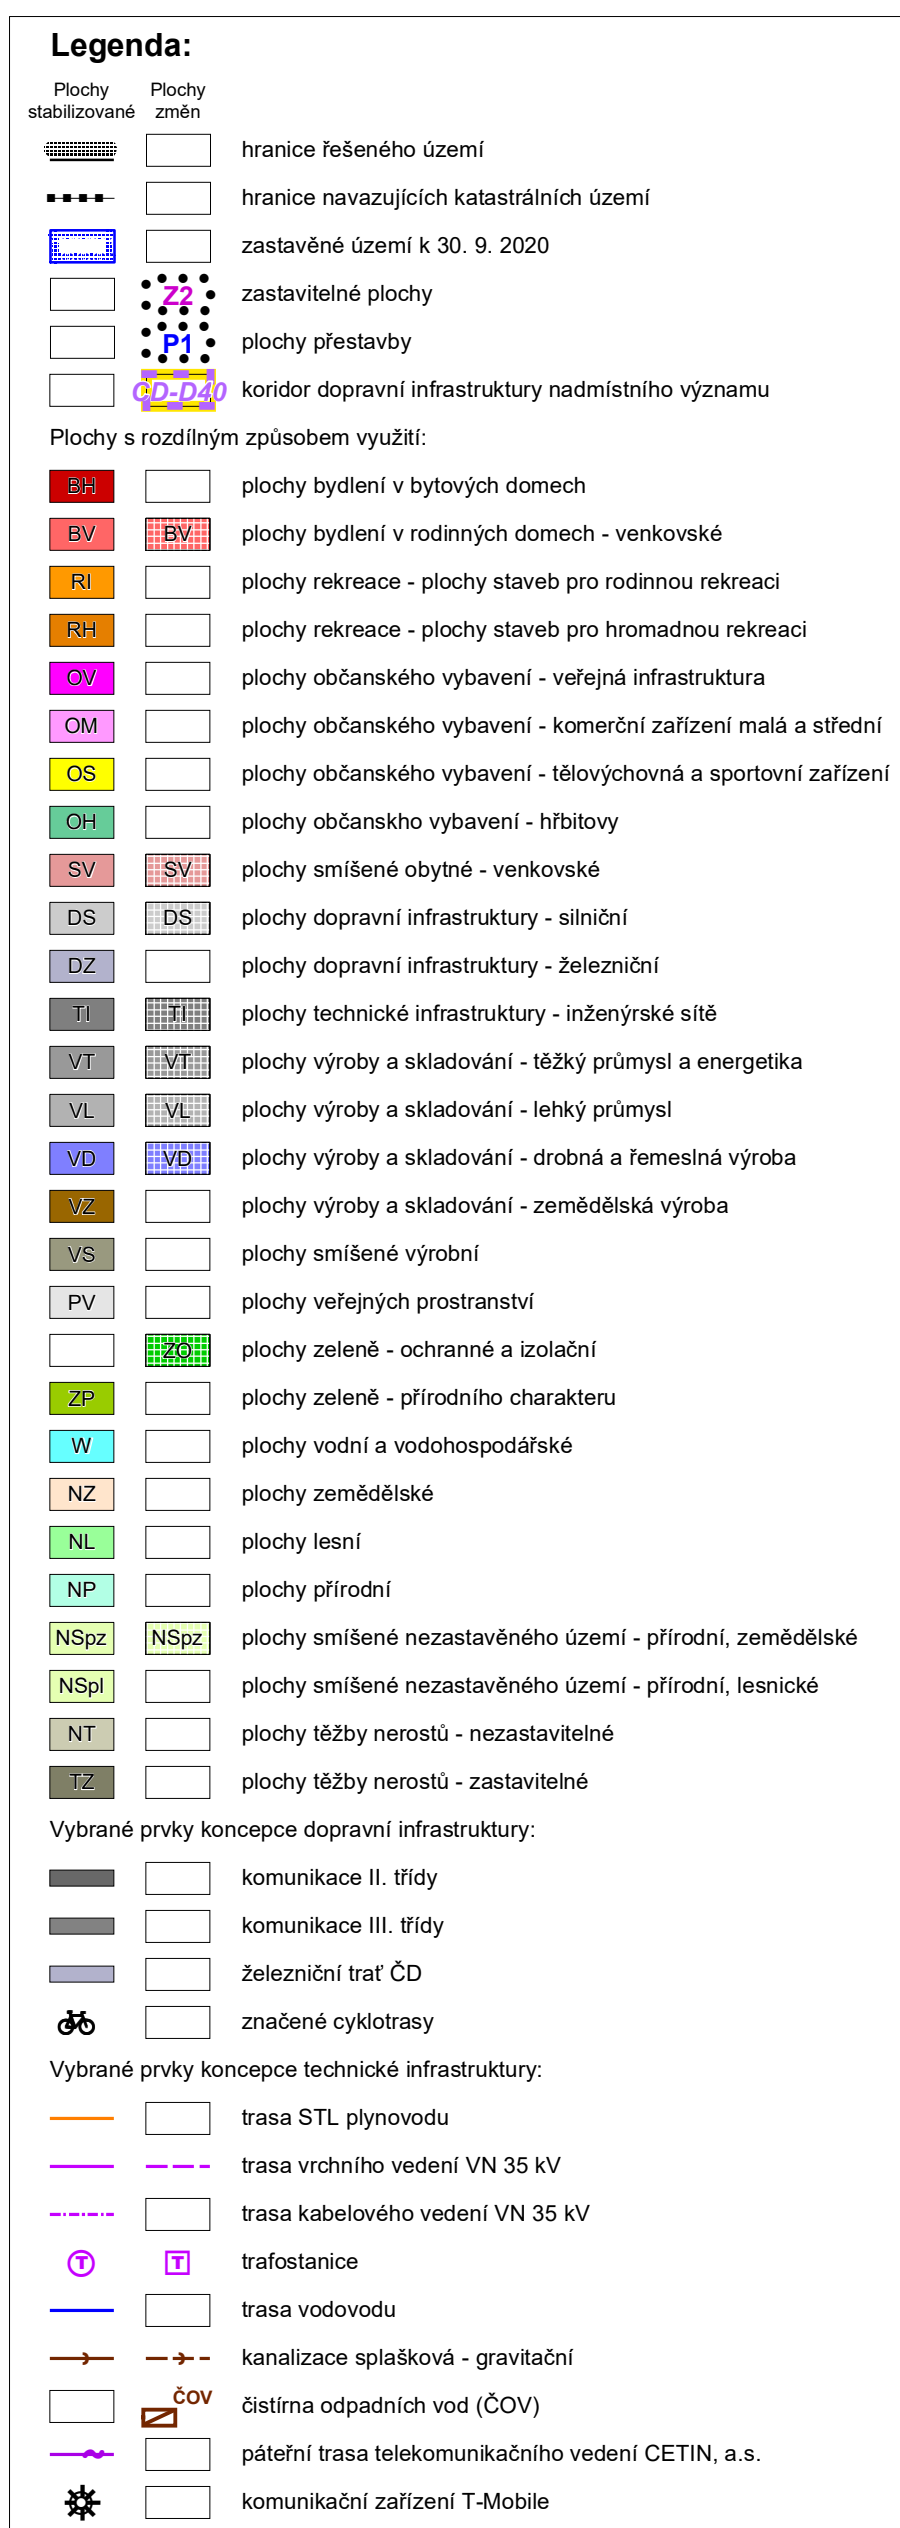 Legenda:
Plochy Plochy
stabilizované změn
hranice řešeného území
hranice navazujících katastrálních území
zastavěné území k 30. 9. 2020
Z2 zastavitelné plochy
P1 plochy přestavby
CD-D40 koridor dopravní infrastruktury nadmístního významu
Plochy s rozdílným způsobem využití:
BH plochy bydlení v bytových domech
BV BV plochy bydlení v rodinných domech - venkovské
RI plochy rekreace - plochy staveb pro rodinnou rekreaci
RH plochy rekreace - plochy staveb pro hromadnou rekreaci
OV plochy občanského vybavení - veřejná infrastruktura
OM plochy občanského vybavení - komerční zařízení malá a střední
OS plochy občanského vybavení - tělovýchovná a sportovní zařízení
OH plochy občanskho vybavení - hřbitovy
SV SV plochy smíšené obytné - venkovské
DS DS plochy dopravní infrastruktury - silniční
DZ plochy dopravní infrastruktury - železniční
TI TI plochy technické infrastruktury - inženýrské sítě
VT VT plochy výroby a skladování - těžký průmysl a energetika
VL VL plochy výroby a skladování - lehký průmysl
VD VD plochy výroby a skladování - drobná a řemeslná výroba
VZ plochy výroby a skladování - zemědělská výroba
VS plochy smíšené výrobní
PV plochy veřejných prostranství
ZO plochy zeleně - ochranné a izolační
ZP plochy zeleně - přírodního charakteru
W plochy vodní a vodohospodářské
NZ plochy zemědělské
NL plochy lesní
NP plochy přírodní
NSpz NSpz plochy smíšené nezastavěného území - přírodní, zemědělské
NSpl plochy smíšené nezastavěného území - přírodní, lesnické
NT plochy těžby nerostů - nezastavitelné
TZ plochy těžby nerostů - zastavitelné
Vybrané prvky koncepce dopravní infrastruktury:
komunikace II. třídy
komunikace III. třídy
železniční trať ČD
značené cyklotrasy
Vybrané prvky koncepce technické infrastruktury:
trasa STL plynovodu
trasa vrchního vedení VN 35 kV
trasa kabelového vedení VN 35 kV
T T trafostanice
trasa vodovodu
kanalizace splašková - gravitační
ČOV čistírna odpadních vod (ČOV)
páteřní trasa telekomunikačního vedení CETIN, a.s.
komunikační zařízení T-Mobile